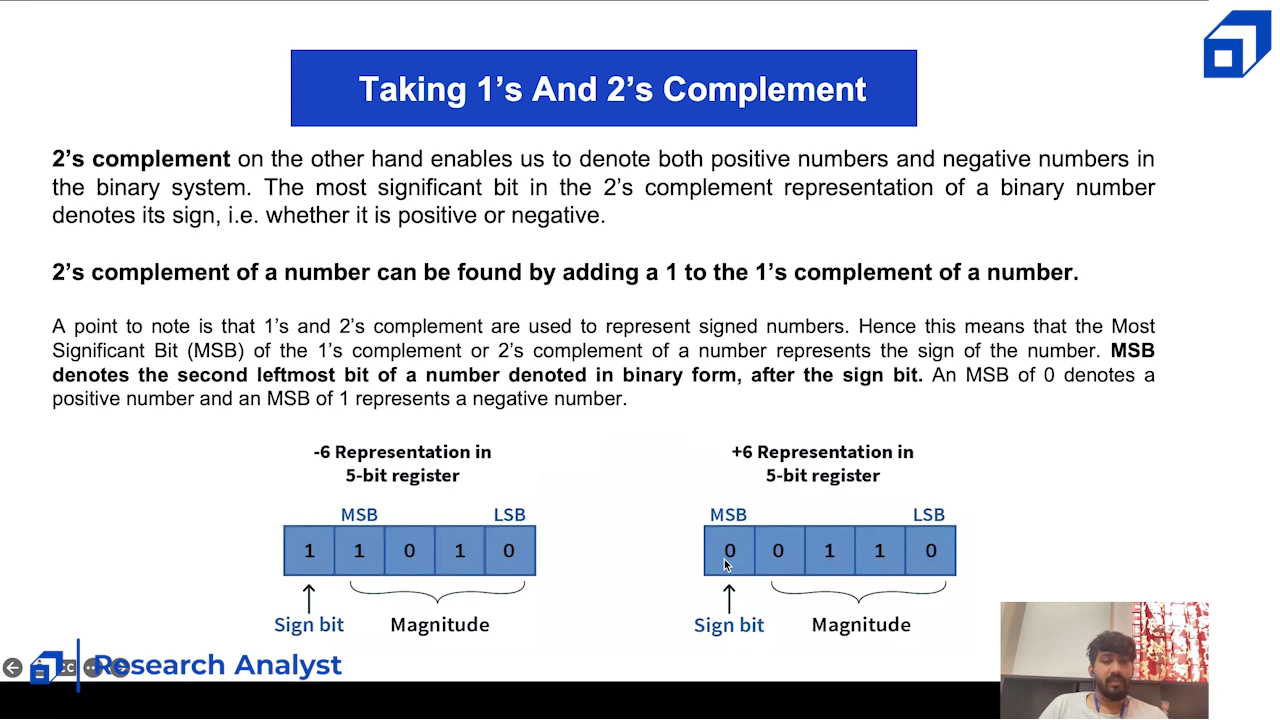 Taking 1’s And 2’s Complement
2’s complement on the other hand enables us to denote both positive numbers and negative numbers in
the binary system. The most significant bit in the 2’s complement representation of a binary number
denotes its sign, i.e. whether it is positive or negative.
2’s complement of a number can be found by adding a 1 to the 1’s complement of a number.
A point to note is that 1’s and 2’s complement are used to represent signed numbers. Hence this means that the Most
Significant Bit (MSB) of the 1’s complement or 2’s complement of a number represents the sign of the number. MSB
denotes the second leftmost bit of a number denoted in binary form, after the sign bit. An MSB of 0 denotes a
positive number and an MSB of 1 represents a negative number.
-6 Representation in
5-bit register
MSB LSB
1 1 0 1 0
Sign bit Magnitude
+6 Representation in
5-bit register
MSB LSB
0 0 1 1 0
Sign bit Magnitude
Research Analyst